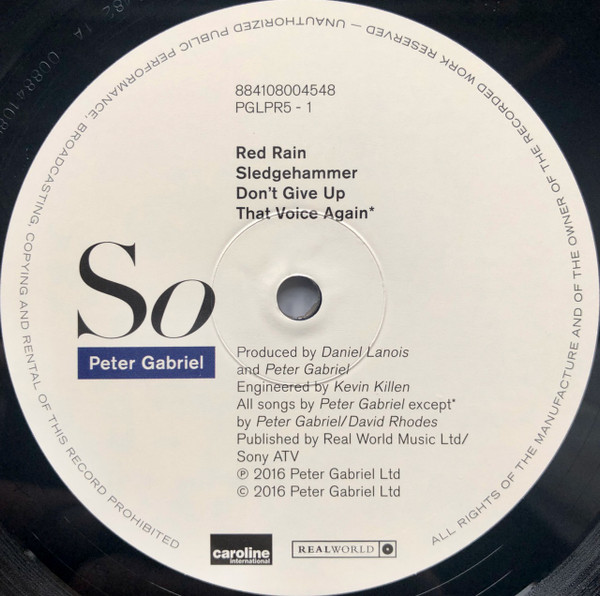 884108004548
PGLPR5 - 1
Red Rain
Sledgehammer
Don't Give Up
That Voice Again*
So
Peter Gabriel
Produced by Daniel Lanois
and Peter Gabriel
Engineered by Kevin Killen
All songs by Peter Gabriel except*
by Peter Gabriel/David Rhodes
Published by Real World Music Ltd/
Sony ATV
℗ 2016 Peter Gabriel Ltd
© 2016 Peter Gabriel Ltd
caroline
international
REALWORLD
ALL RIGHTS OF THE MANUFACTURE AND OF THE OWNER OF THE RECORDED WORK RESERVED – UNAUTHORIZED PUBLIC PERFORMANCE, BROADCASTING, COPYING AND RENTAL OF THIS RECORD PROHIBITED